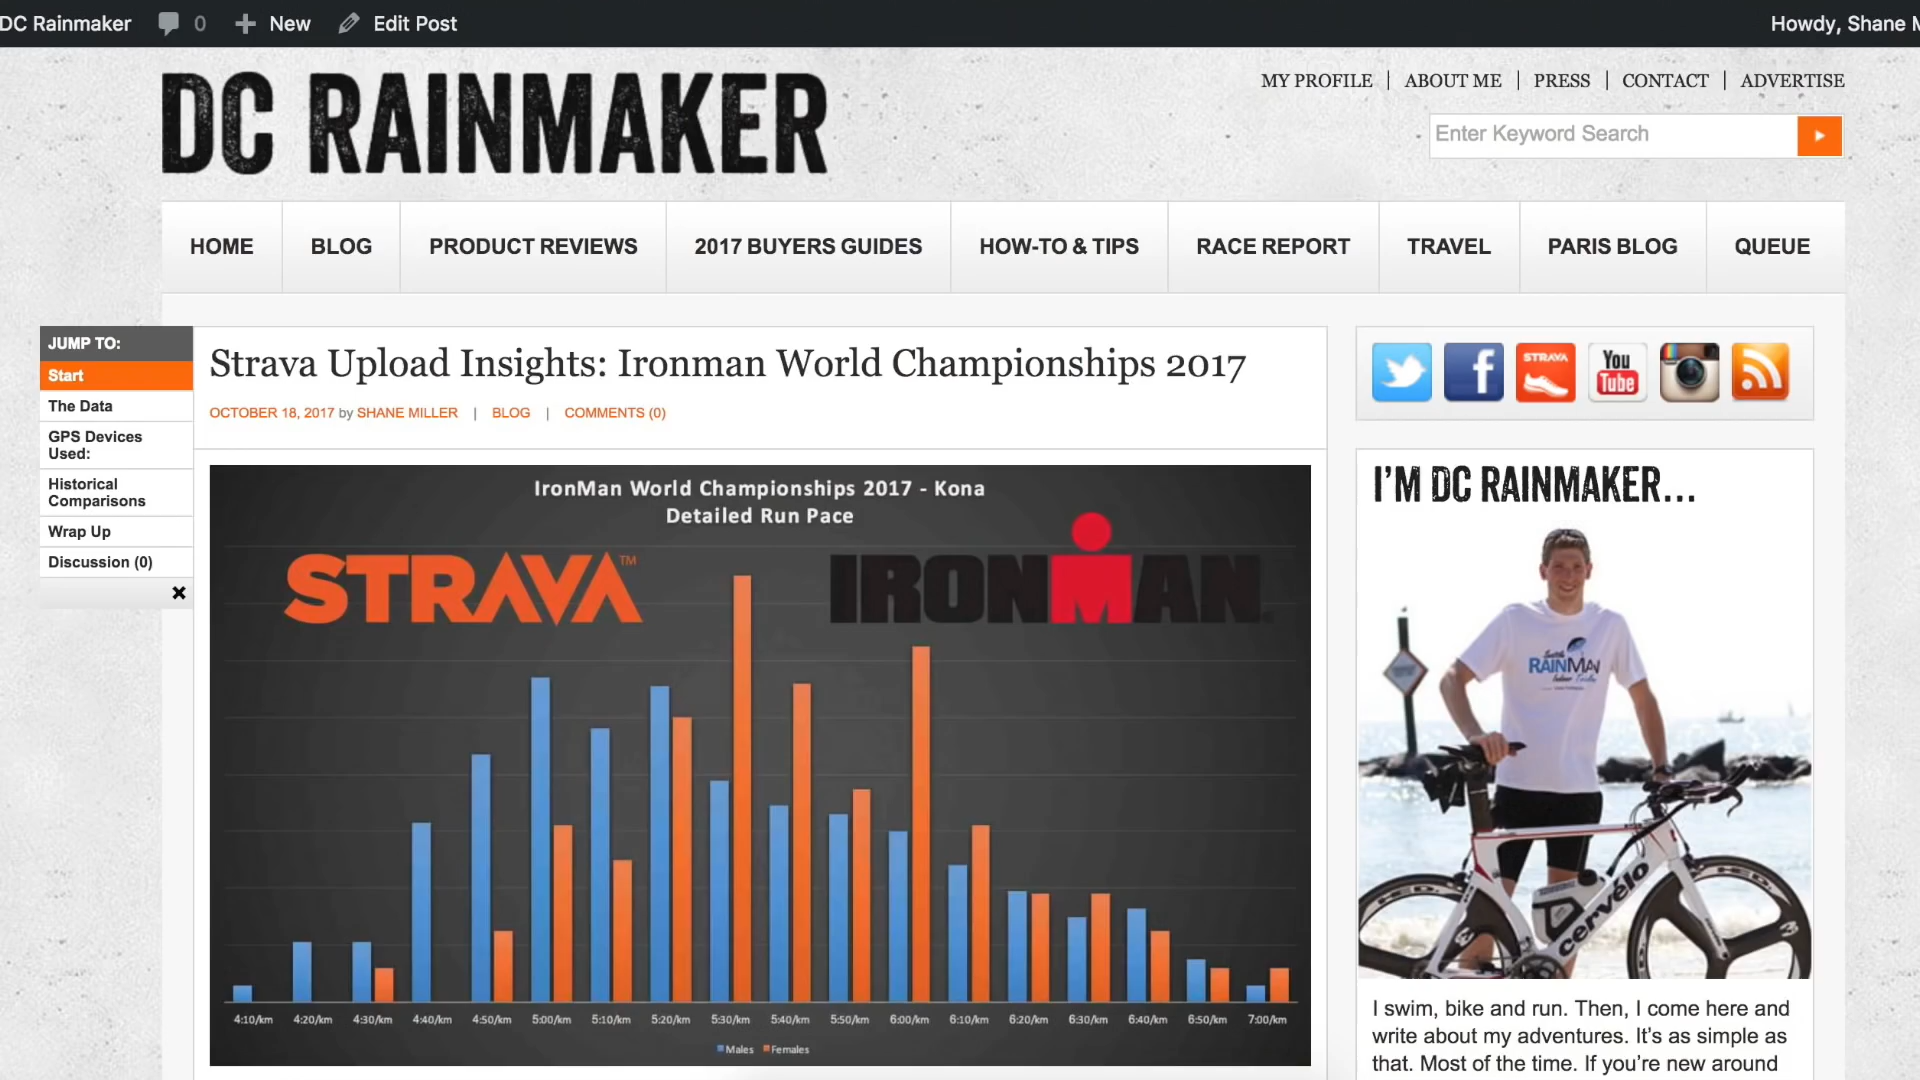 DC Rainmaker 0 New Edit Post Howdy, Shane M
DC RAINMAKER
MY PROFILE | ABOUT ME | PRESS | CONTACT | ADVERTISE
Enter Keyword Search
HOME BLOG PRODUCT REVIEWS 2017 BUYERS GUIDES HOW-TO & TIPS RACE REPORT TRAVEL PARIS BLOG QUEUE
JUMP TO:
Start
The Data
GPS Devices
Used:
Historical
Comparisons
Wrap Up
Discussion (0)
Strava Upload Insights: Ironman World Championships 2017
OCTOBER 18, 2017 by SHANE MILLER | BLOG | COMMENTS (0)
IronMan World Championships 2017 - Kona
Detailed Run Pace
STRAVA™
IRONMAN
4:10/km 4:20/km 4:30/km 4:40/km 4:50/km 5:00/km 5:10/km 5:20/km 5:30/km 5:40/km 5:50/km 6:00/km 6:10/km 6:20/km 6:30/km 6:40/km 6:50/km 7:00/km
Males Females
STRAVA
You
Tube
I'M DC RAINMAKER...
RAINMAN
HED.
cervélo
HED.
3
I swim, bike and run. Then, I come here and
write about my adventures. It's as simple as
that. Most of the time. If you're new around